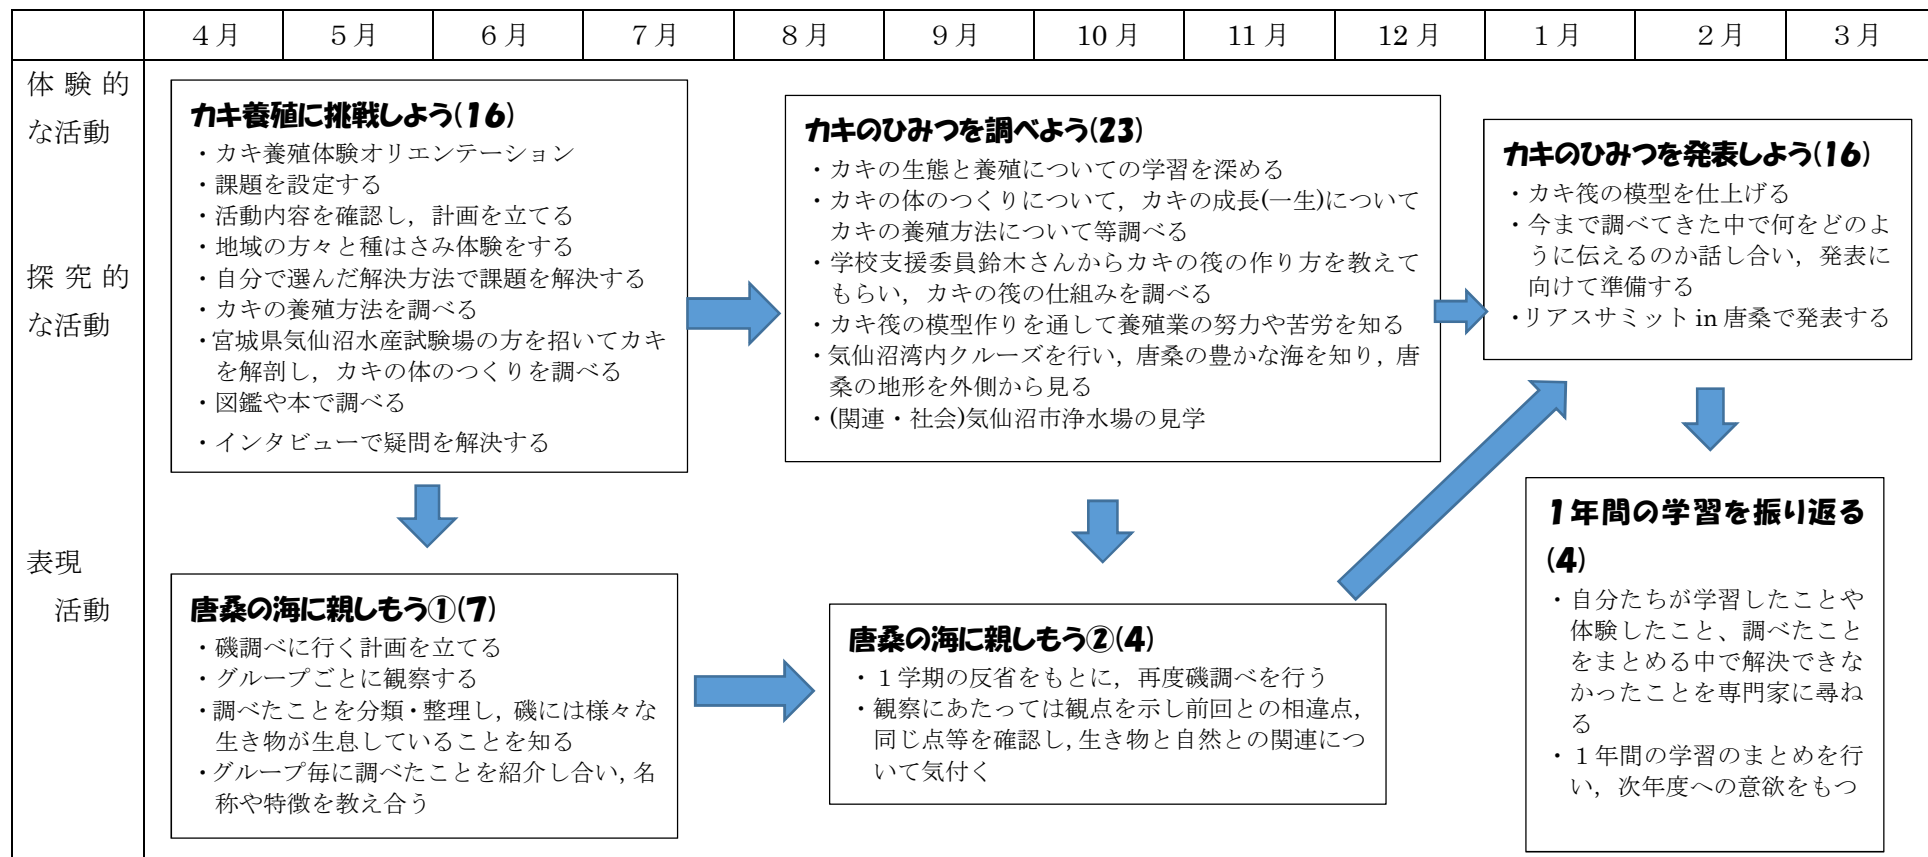 ４月 ５月 ６月 ７月 ８月 ９月 10月 11月 12月 １月 ２月 ３月
体験的
な活動
探究的
な活動
表現
活動
カキ養殖に挑戦しよう(16)
・カキ養殖体験オリエンテーション
・課題を設定する
・活動内容を確認し，計画を立てる
・地域の方々と種はさみ体験をする
・自分で選んだ解決方法で課題を解決する
・カキの養殖方法を調べる
・宮城県気仙沼水産試験場の方を招いてカキ
を解剖し，カキの体のつくりを調べる
・図鑑や本で調べる
・インタビューで疑問を解決する
カキのひみつを調べよう(23)
・カキの生態と養殖についての学習を深める
・カキの体のつくりについて，カキの成長(一生)について
カキの養殖方法について等調べる
・学校支援委員鈴木さんからカキの筏の作り方を教えて
もらい，カキの筏の仕組みを調べる
・カキ筏の模型作りを通して養殖業の努力や苦労を知る
・気仙沼湾内クルーズを行い，唐桑の豊かな海を知り，唐
桑の地形を外側から見る
・(関連・社会)気仙沼市浄水場の見学
カキのひみつを発表しよう(16)
・カキ筏の模型を仕上げる
・今まで調べてきた中で何をどのよ
うに伝えるのか話し合い，発表に
向けて準備する
・リアスサミット in 唐桑で発表する
唐桑の海に親しもう①(7)
・磯調べに行く計画を立てる
・グループごとに観察する
・調べたことを分類・整理し，磯には様々な
生き物が生息していることを知る
・グループ毎に調べたことを紹介し合い，名
称や特徴を教え合う
唐桑の海に親しもう②(4)
・１学期の反省をもとに，再度磯調べを行う
・観察にあたっては観点を示し前回との相違点，
同じ点等を確認し，生き物と自然との関連につ
いて気付く
１年間の学習を振り返る
(4)
・自分たちが学習したことや
体験したこと、調べたこと
をまとめる中で解決できな
かったことを専門家に尋ね
る
・１年間の学習のまとめを行
い，次年度への意欲をもつ